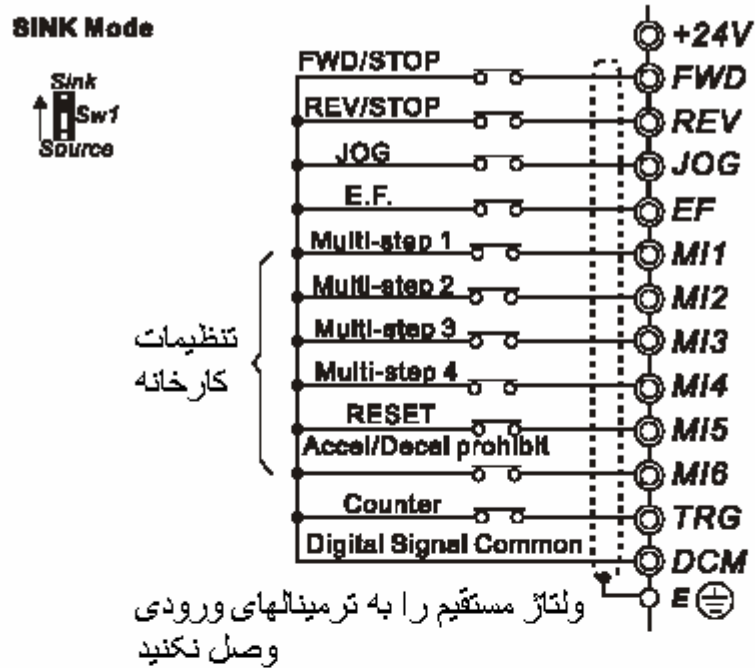 SINK Mode
Sink
Sw1
Source
+24V
FWD/STOP
FWD
REV/STOP
REV
JOG
JOG
E.F.
EF
Multi-step 1
MI1
Multi-step 2
MI2
Multi-step 3
MI3
Multi-step 4
MI4
RESET
MI5
Accel/Decel prohibit
MI6
Counter
TRG
Digital Signal Common
DCM
E
تنظیمات
کارخانه
ولتاژ مستقیم را به ترمینالهای ورودی
وصل نکنید